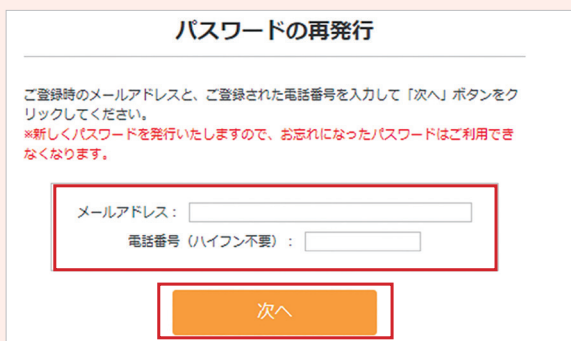 パスワードの再発行
ご登録時のメールアドレスと、ご登録された電話番号を入力して「次へ」ボタンをク
リックしてください。
※新しくパスワードを発行いたしますので、お忘れになったパスワードはご利用でき
なくなります。
メールアドレス：
電話番号（ハイフン不要）：
次へ